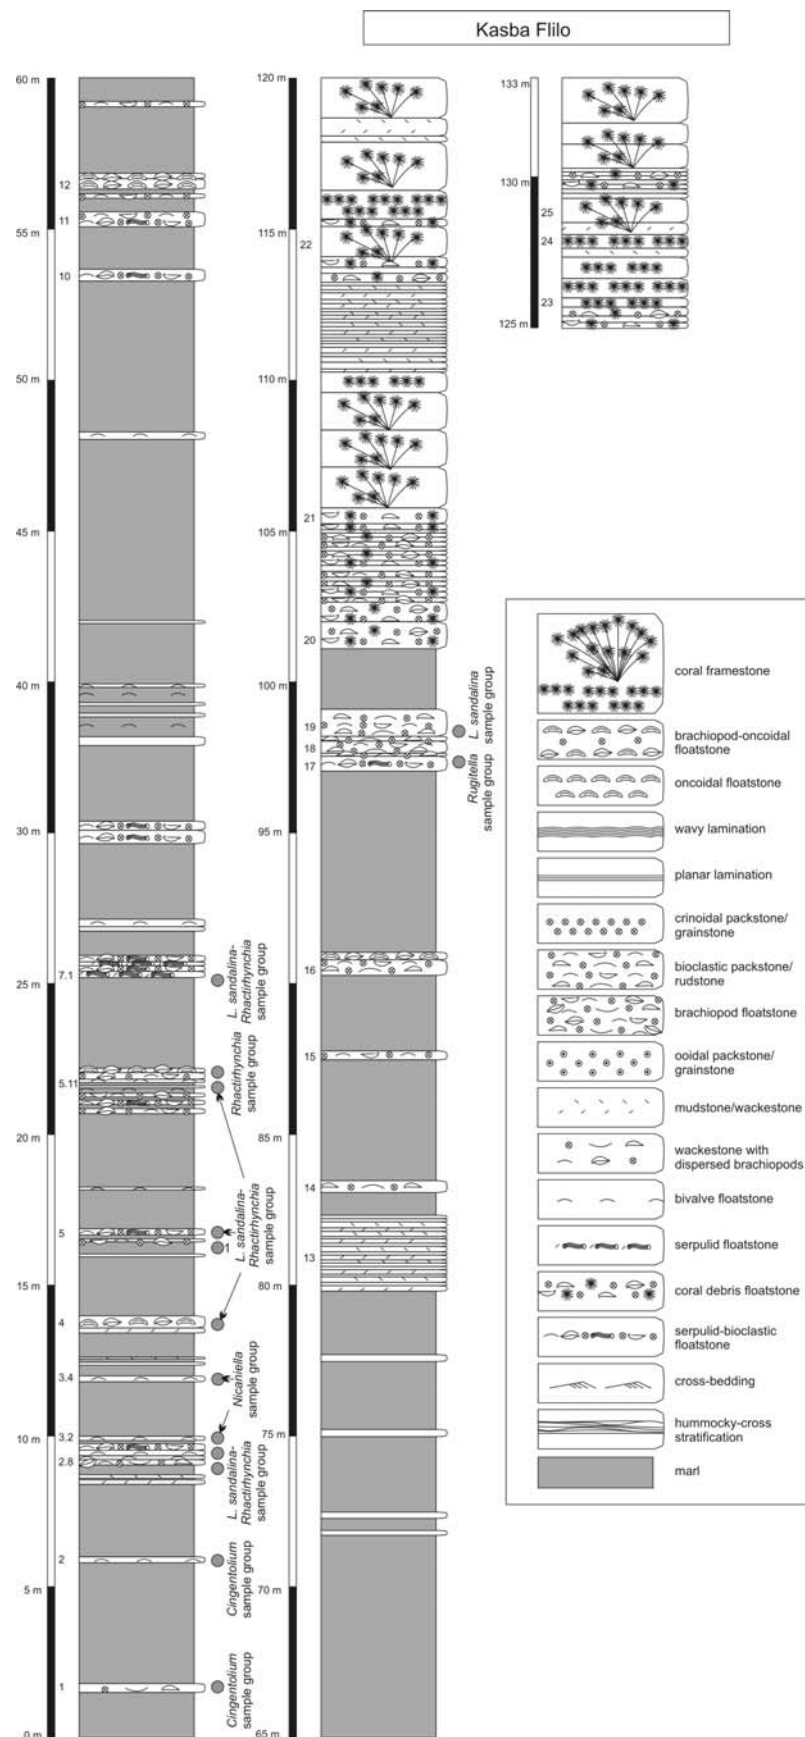 Kasba Flilo
60 m
12
11
55 m
10
50 m
45 m
40 m
30 m
7.1
25 m
L. sandalina-
Rhactirhynchia
sample group
Rhactirhynchia
sample group
5.11
20 m
5
1
L. sandalina-
Rhactirhynchia
sample group
15 m
4
3.4
Nicaniella
sample group
3.2
10 m
2.8
L. sandalina-
Rhactirhynchia
sample group
2
5 m
Cingentolium
sample group
1
Cingentolium
sample group
0 m
120 m
115 m
22
110 m
21
105 m
20
100 m
19
L. sandalina
sample group
18
17
Rugitella
sample group
95 m
16
15
85 m
14
13
80 m
75 m
70 m
65 m
133 m
130 m
25
24
23
125 m
coral framestone
brachiopod-oncoidal
floatstone
oncoidal floatstone
wavy lamination
planar lamination
crinoidal packstone/
grainstone
bioclastic packstone/
rudstone
brachiopod floatstone
ooidal packstone/
grainstone
mudstone/wackestone
wackestone with
dispersed brachiopods
bivalve floatstone
serpulid floatstone
coral debris floatstone
serpulid-bioclastic
floatstone
cross-bedding
hummocky-cross
stratification
marl